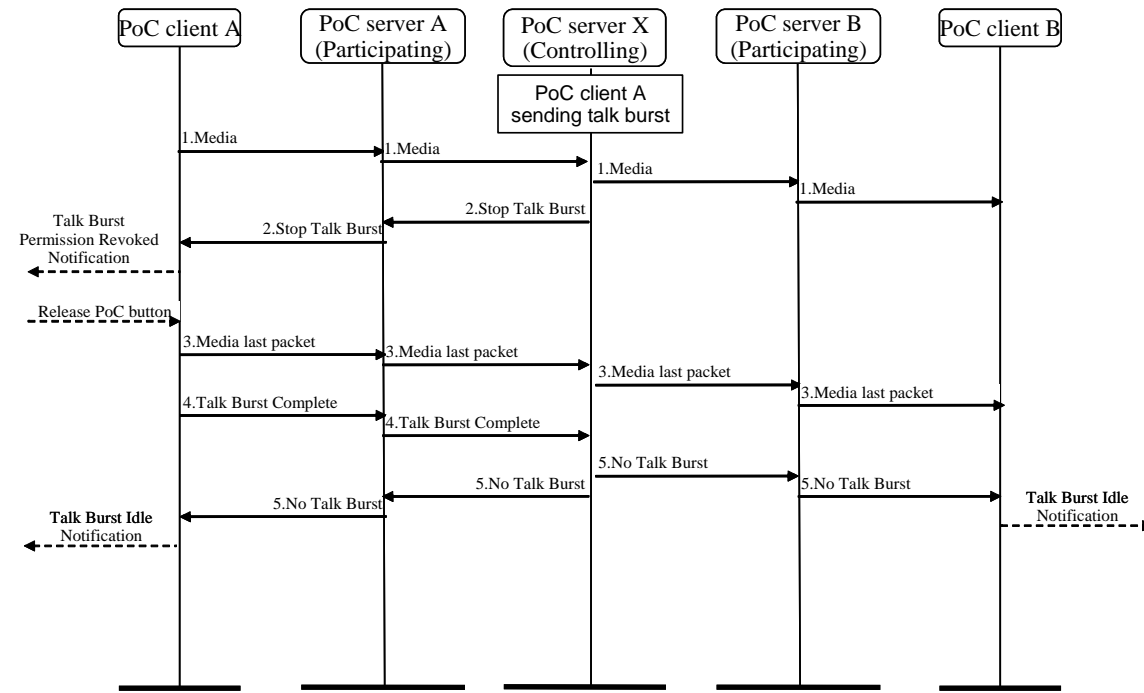 PoC client A
PoC server A
(Participating)
PoC server X
(Controlling)
PoC server B
(Participating)
PoC client B
PoC client A
sending talk burst
1.Media
1.Media
1.Media
1.Media
2.Stop Talk Burst
2.Stop Talk Burst
Talk Burst
Permission Revoked
Notification
Release PoC button
3.Media last packet
3.Media last packet
3.Media last packet
3.Media last packet
4.Talk Burst Complete
4.Talk Burst Complete
5.No Talk Burst
5.No Talk Burst
5.No Talk Burst
5.No Talk Burst
Talk Burst Idle
Notification
Talk Burst Idle
Notification